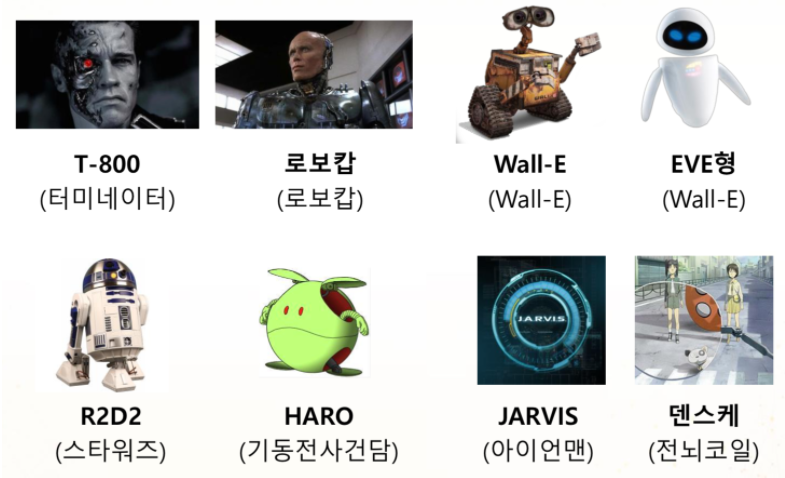 T-800
(터미네이터)
로보캅
(로보캅)
Wall-E
(Wall-E)
EVE형
(Wall-E)
J.A.R.V.I.S.
R2D2
(스타워즈)
HARO
(기동전사건담)
JARVIS
(아이언맨)
덴스케
(전뇌코일)